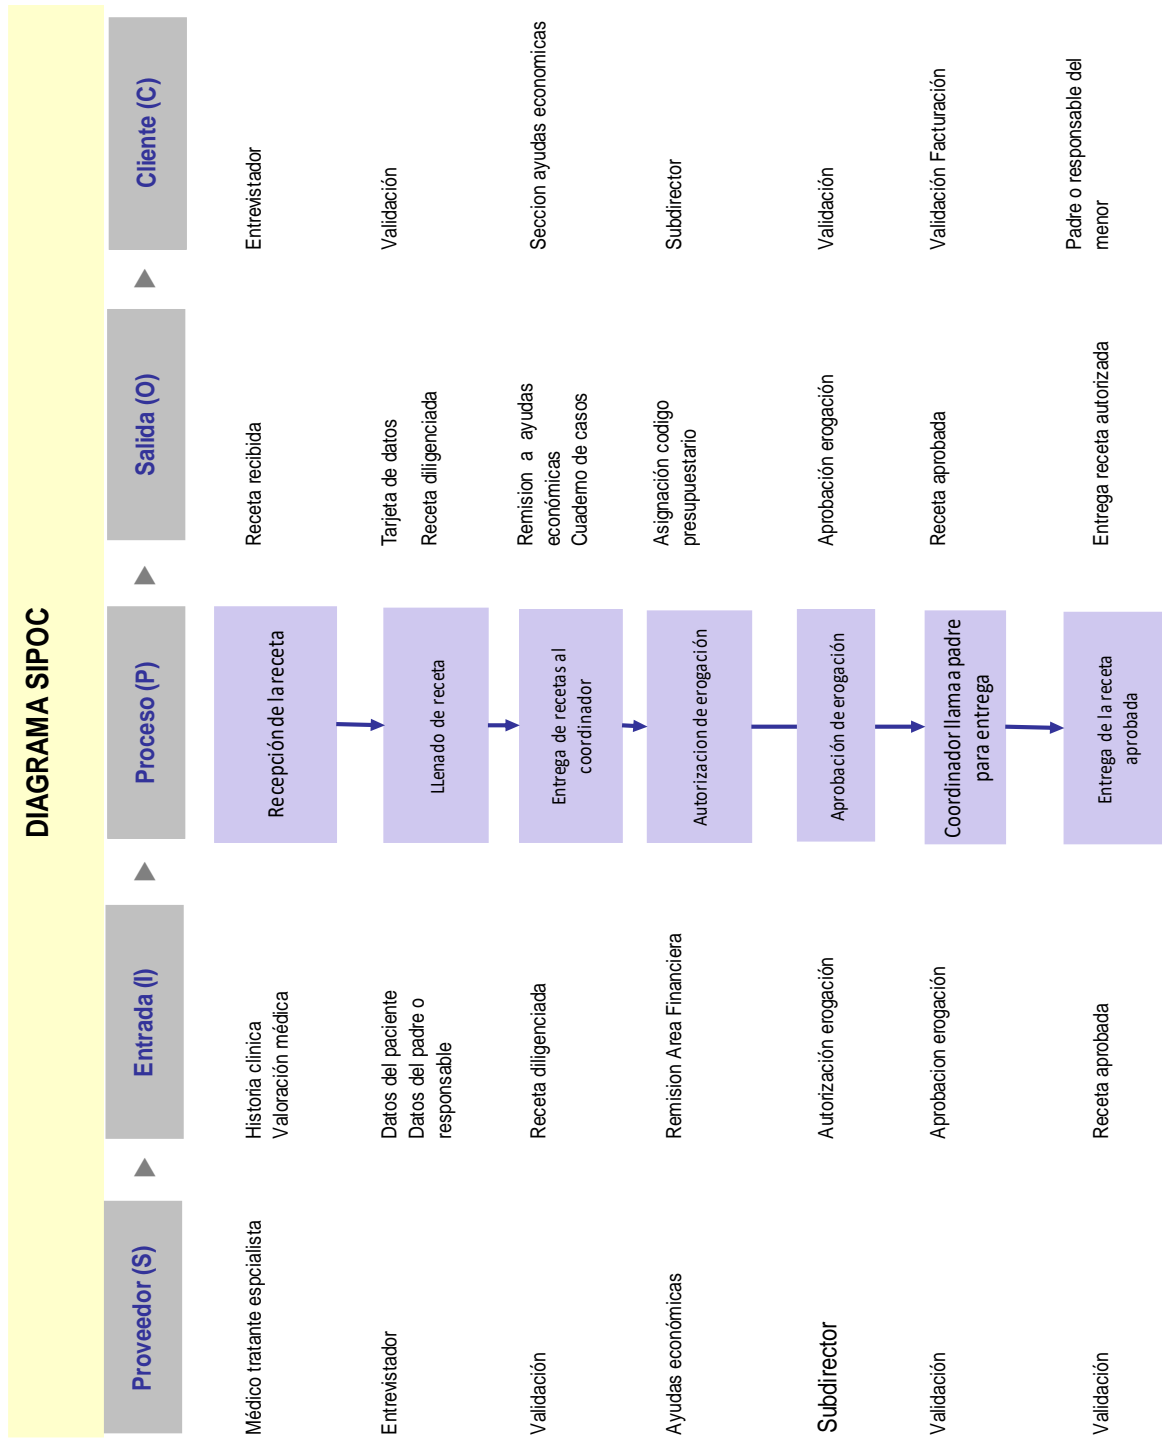 DIAGRAMA SIPOC
Proveedor (S)
Entrada (I)
Proceso (P)
Salida (O)
Cliente (C)
Médico tratante espcialista
Historia clinica
Valoración médica
Recepción de la receta
Receta recibida
Entrevistador
Entrevistador
Datos del paciente
Datos del padre o
responsable
LLenado de receta
Tarjeta de datos
Receta diligenciada
Validación
Validación
Receta diligenciada
Entrega de recetas al
coordinador
Remision a ayudas
económicas
Cuaderno de casos
Seccion ayudas economicas
Ayudas económicas
Remision Area Financiera
Autorizacion de erogación
Asignación codigo
presupuestario
Subdirector
Subdirector
Autorización erogación
Aprobación de erogación
Aprobación erogación
Validación
Validación
Aprobacion erogación
Coordinador llama a padre
para entrega
Receta aprobada
Validación Facturación
Validación
Receta aprobada
Entrega de la receta
aprobada
Entrega receta autorizada
Padre o responsable del
menor